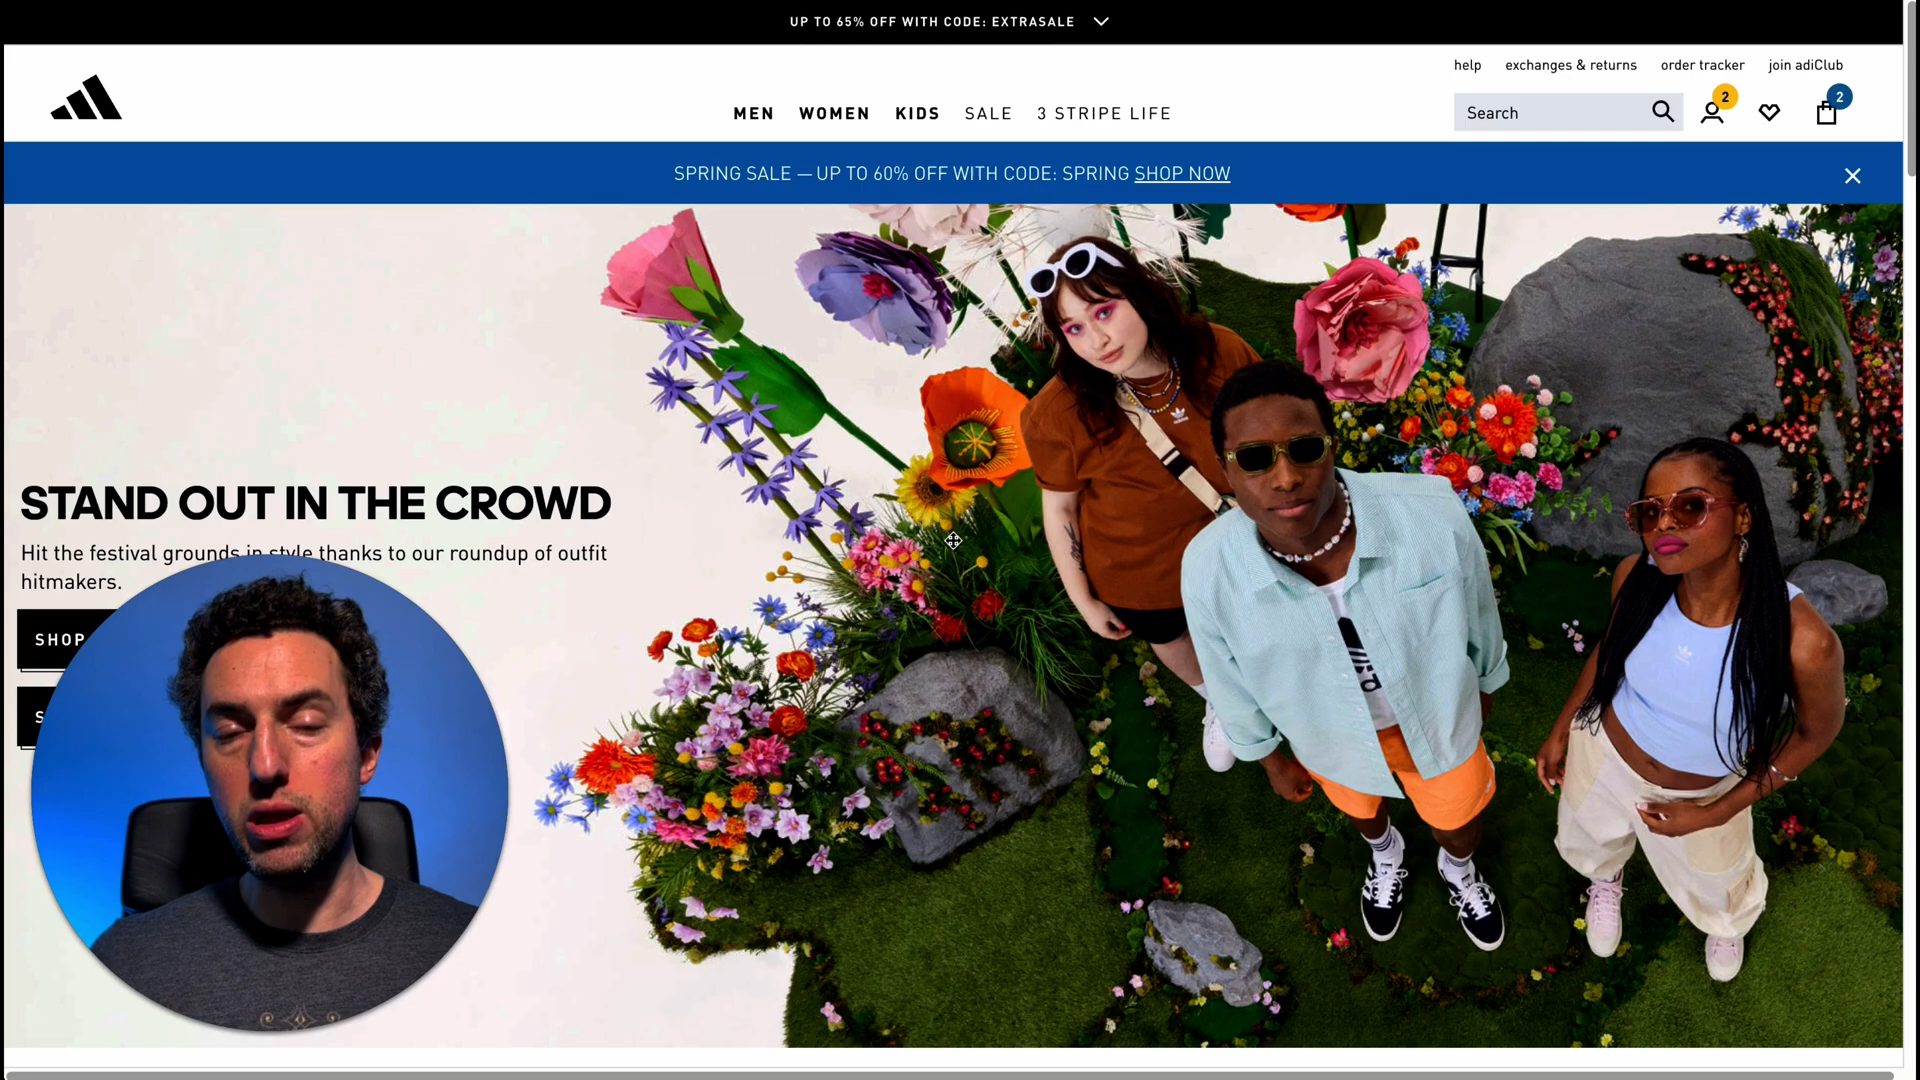 UP TO 65% OFF WITH CODE: EXTRASALE
help exchanges & returns order tracker join adiClub
MEN WOMEN KIDS SALE 3 STRIPE LIFE
Search
2
2
SPRING SALE — UP TO 60% OFF WITH CODE: SPRING SHOP NOW
STAND OUT IN THE CROWD
Hit the festival grounds in style thanks to our roundup of outfit
hitmakers.
SHOP
S